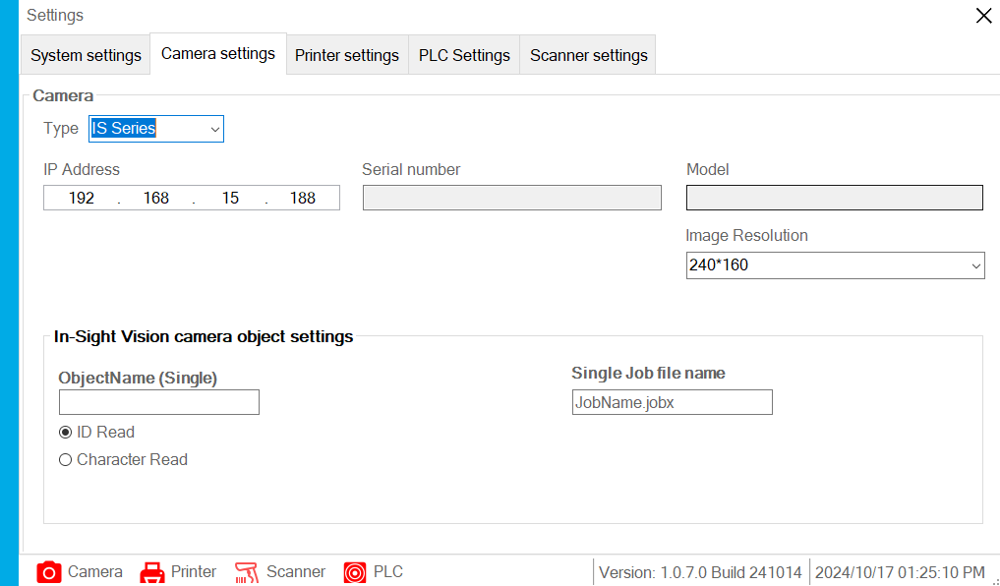 Settings
System settings Camera settings Printer settings PLC Settings Scanner settings
Camera
Type IS Series
IP Address Serial number Model
192 . 168 . 15 . 188
Image Resolution
240*160
In-Sight Vision camera object settings
ObjectName (Single) Single Job file name
JobName.jobx
ID Read
Character Read
Camera Printer Scanner PLC Version: 1.0.7.0 Build 241014 2024/10/17 01:25:10 PM